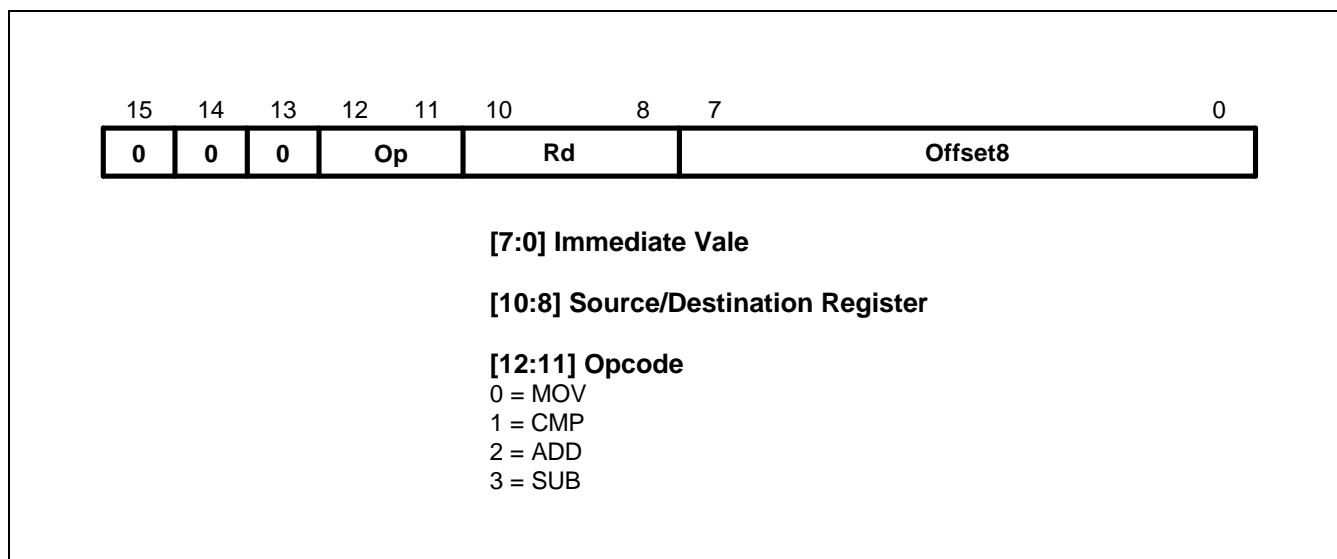 15 14 13 12 11 10 8 7 0
0 0 0 Op Rd Offset8
[7:0] Immediate Vale
[10:8] Source/Destination Register
[12:11] Opcode
0 = MOV
1 = CMP
2 = ADD
3 = SUB